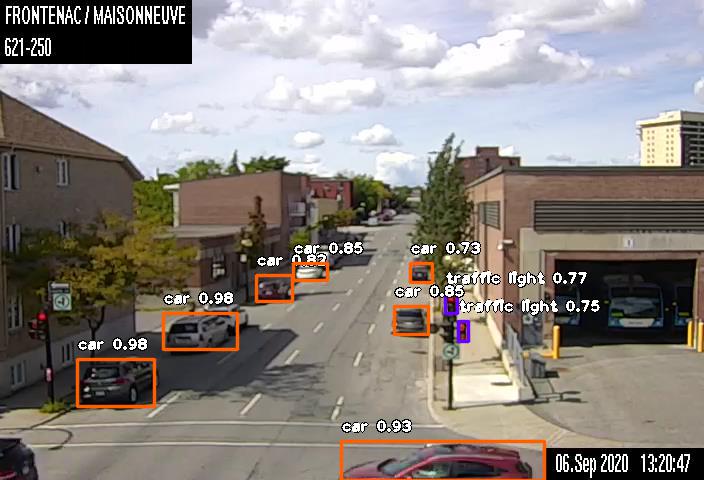 FRONTENAC / MAISONNEUVE
621-250
car 0.85
car 0.82
car 0.73
traffic light 0.77
car 0.98
car 0.85
traffic light 0.75
car 0.98
car 0.93
06.Sep 2020 13:20:47